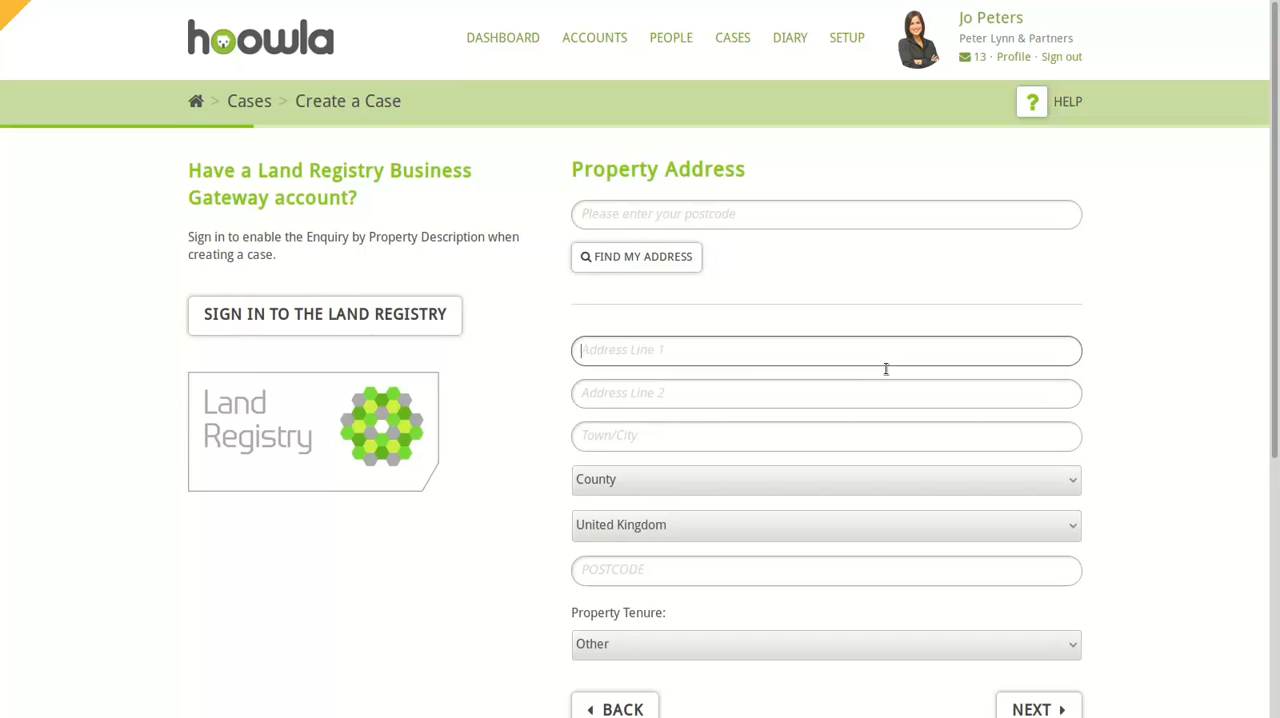 hoowla
DASHBOARD
ACCOUNTS
PEOPLE
CASES
DIARY
SETUP
Jo Peters
Peter Lynn & Partners
13 · Profile · Sign out
> Cases > Create a Case
? HELP
Have a Land Registry Business
Gateway account?
Sign in to enable the Enquiry by Property Description when
creating a case.
SIGN IN TO THE LAND REGISTRY
Land
Registry
Property Address
Please enter your postcode
FIND MY ADDRESS
Address Line 1
Address Line 2
Town/City
County
United Kingdom
POSTCODE
Property Tenure:
Other
BACK
NEXT